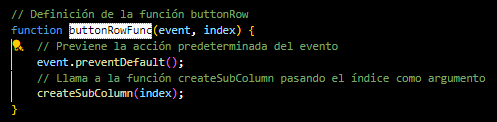 // Definición de la función buttonRow
function buttonRowFunc(event, index) {
// Previene la acción predeterminada del evento
event.preventDefault();
// Llama a la función createSubColumn pasando el índice como argumento
createSubColumn(index);
}